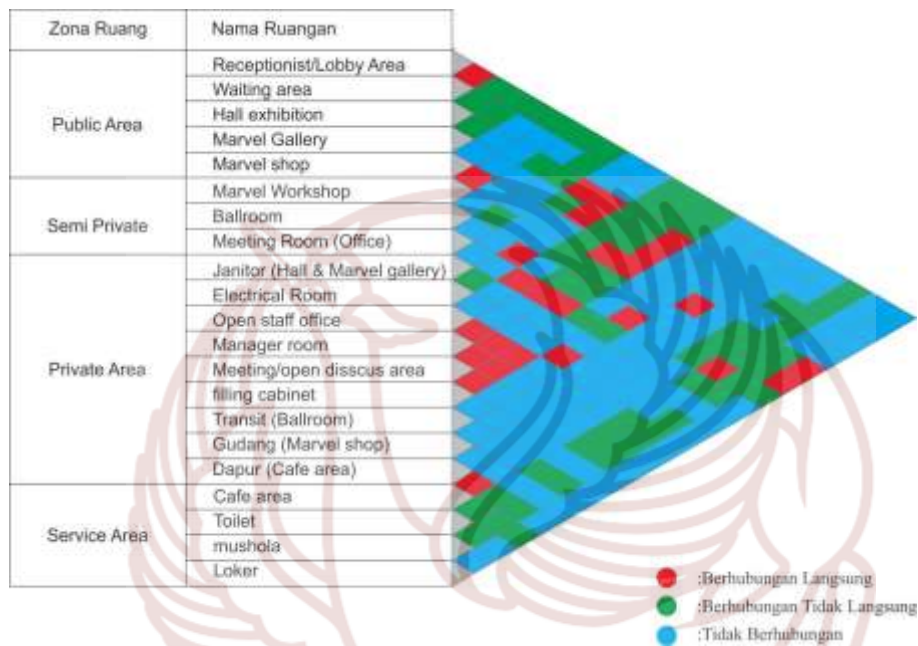 Zona Ruang Nama Ruangan
Public Area
Receptionist/Lobby Area
Waiting area
Hall exhibition
Marvel Gallery
Marvel shop
Semi Private
Marvel Workshop
Ballroom
Meeting Room (Office)
Private Area
Janitor (Hall & Marvel gallery)
Electrical Room
Open staff office
Manager room
Meeting/open disscus area
filling cabinet
Transit (Ballroom)
Gudang (Marvel shop)
Dapur (Cafe area)
Service Area
Cafe area
Toilet
mushola
Loker
:Berhubungan Langsung
:Berhubungan Tidak Langsung
:Tidak Berhubungan